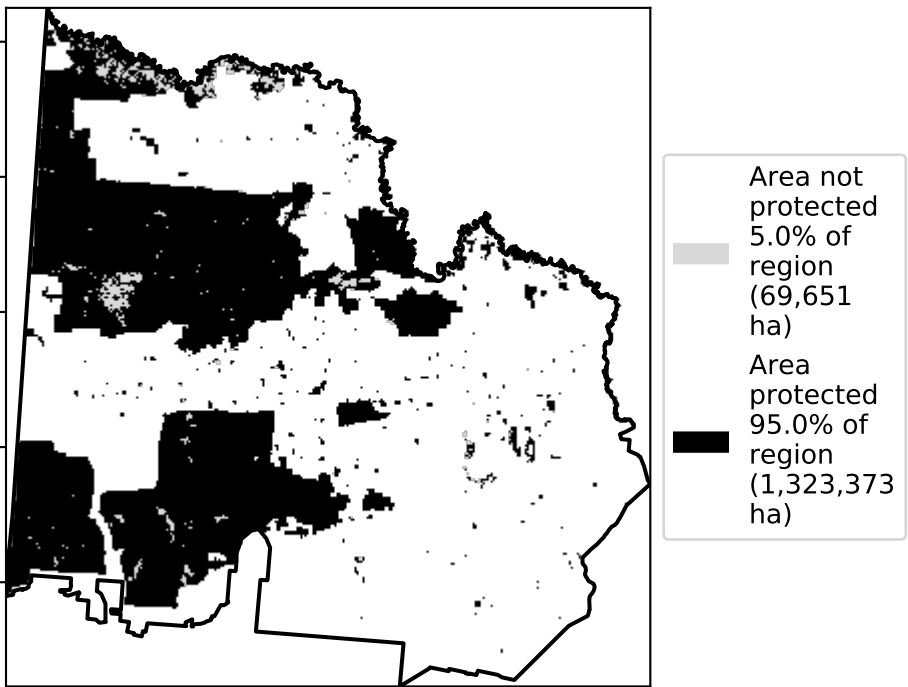 Area not
protected
5.0% of
region
(69,651
ha)
Area
protected
95.0% of
region
(1,323,373
ha)